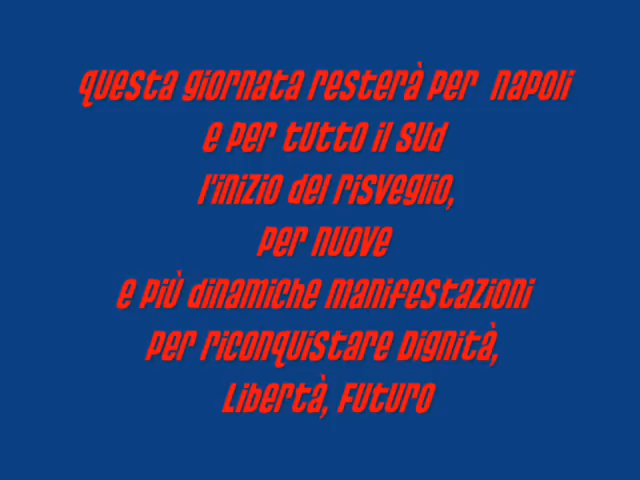 questa giornata resterà per napoli
e per tutto il sud
l'inizio del risveglio,
per nuove
e più dinamiche manifestazioni
per riconquistare Dignità,
Libertà, Futuro